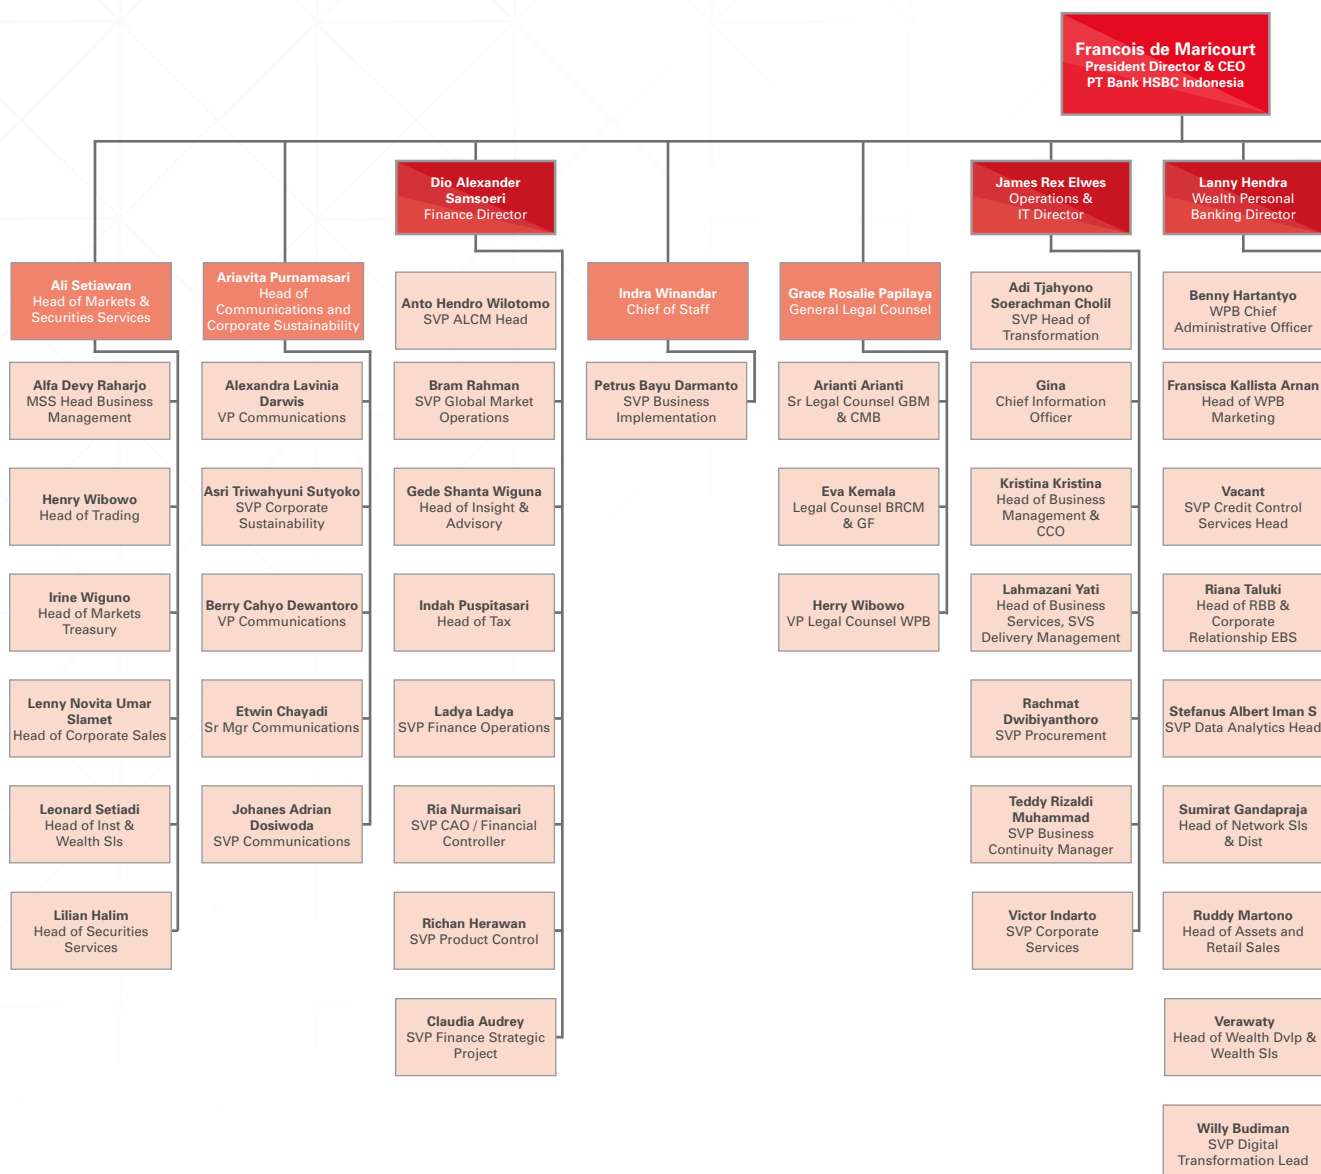 Francois de Maricourt
President Director & CEO
PT Bank HSBC Indonesia
Ali Setiawan
Head of Markets &
Securities Services
Alfa Devy Raharjo
MSS Head Business
Management
Henry Wibowo
Head of Trading
Irine Wiguno
Head of Markets
Treasury
Lenny Novita Umar
Slamet
Head of Corporate Sales
Leonard Setiadi
Head of Inst &
Wealth Sls
Lilian Halim
Head of Securities
Services
Ariavita Purnamasari
Head of
Communications and
Corporate Sustainability
Alexandra Lavinia
Darwis
VP Communications
Asri Triwahyuni Sutyoko
SVP Corporate
Sustainability
Berry Cahyo Dewantoro
VP Communications
Etwin Chayadi
Sr Mgr Communications
Johanes Adrian
Dosiwoda
SVP Communications
Dio Alexander
Samsoeri
Finance Director
Anto Hendro Wilotomo
SVP ALCM Head
Bram Rahman
SVP Global Market
Operations
Gede Shanta Wiguna
Head of Insight &
Advisory
Indah Puspitasari
Head of Tax
Ladya Ladya
SVP Finance Operations
Ria Nurmaisari
SVP CAO / Financial
Controller
Richan Herawan
SVP Product Control
Claudia Audrey
SVP Finance Strategic
Project
Indra Winandar
Chief of Staff
Petrus Bayu Darmanto
SVP Business
Implementation
Grace Rosalie Papilaya
General Legal Counsel
Arianti Arianti
Sr Legal Counsel GBM
& CMB
Eva Kemala
Legal Counsel BRCM
& GF
Herry Wibowo
VP Legal Counsel WPB
James Rex Elwes
Operations &
IT Director
Adi Tjahyono
Soerachman Cholil
SVP Head of
Transformation
Gina
Chief Information
Officer
Kristina Kristina
Head of Business
Management &
CCO
Lahmazani Yati
Head of Business
Services, SVS
Delivery Management
Rachmat
Dwibiyanthoro
SVP Procurement
Teddy Rizaldi
Muhammad
SVP Business
Continuity Manager
Victor Indarto
SVP Corporate
Services
Lanny Hendra
Wealth Personal
Banking Director
Benny Hartantyo
WPB Chief
Administrative Officer
Fransisca Kallista Arnan
Head of WPB
Marketing
Vacant
SVP Credit Control
Services Head
Riana Taluki
Head of RBB &
Corporate
Relationship EBS
Stefanus Albert Iman S
SVP Data Analytics Head
Sumirat Gandapraja
Head of Network Sls
& Dist
Ruddy Martono
Head of Assets and
Retail Sales
Verawaty
Head of Wealth Dvlp &
Wealth Sls
Willy Budiman
SVP Digital
Transformation Lead